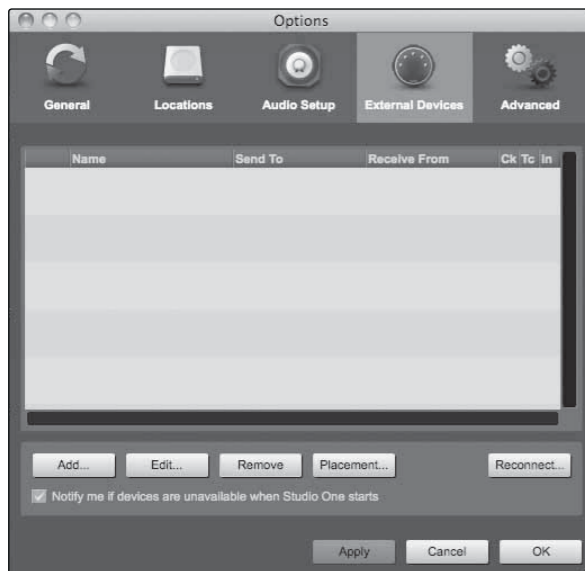 Options
General Locations Audio Setup External Devices Advanced
Name Send To Receive From Ck Tc In
Add... Edit... Remove Placement... Reconnect...
Notify me if devices are unavailable when Studio One starts
Apply Cancel OK